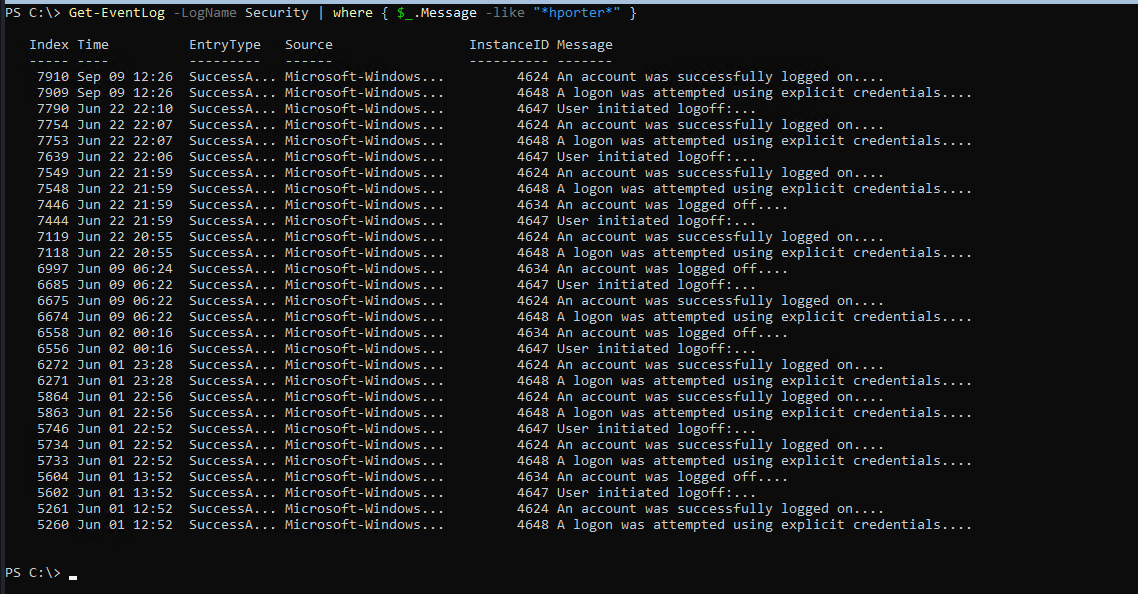 PS C:\> Get-EventLog -LogName Security | where { $_.Message -like "*hporter*" }
Index Time EntryType Source InstanceID Message
----- ---- --------- ------ ---------- -------
7910 Sep 09 12:26 SuccessA... Microsoft-Windows... 4624 An account was successfully logged on....
7909 Sep 09 12:26 SuccessA... Microsoft-Windows... 4648 A logon was attempted using explicit credentials....
7790 Jun 22 22:10 SuccessA... Microsoft-Windows... 4647 User initiated logoff:...
7754 Jun 22 22:07 SuccessA... Microsoft-Windows... 4624 An account was successfully logged on....
7753 Jun 22 22:07 SuccessA... Microsoft-Windows... 4648 A logon was attempted using explicit credentials....
7639 Jun 22 22:06 SuccessA... Microsoft-Windows... 4647 User initiated logoff:...
7549 Jun 22 21:59 SuccessA... Microsoft-Windows... 4624 An account was successfully logged on....
7548 Jun 22 21:59 SuccessA... Microsoft-Windows... 4648 A logon was attempted using explicit credentials....
7446 Jun 22 21:59 SuccessA... Microsoft-Windows... 4634 An account was logged off....
7444 Jun 22 21:59 SuccessA... Microsoft-Windows... 4647 User initiated logoff:...
7119 Jun 22 20:55 SuccessA... Microsoft-Windows... 4624 An account was successfully logged on....
7118 Jun 22 20:55 SuccessA... Microsoft-Windows... 4648 A logon was attempted using explicit credentials....
6997 Jun 09 06:24 SuccessA... Microsoft-Windows... 4634 An account was logged off....
6685 Jun 09 06:22 SuccessA... Microsoft-Windows... 4647 User initiated logoff:...
6675 Jun 09 06:22 SuccessA... Microsoft-Windows... 4624 An account was successfully logged on....
6674 Jun 09 06:22 SuccessA... Microsoft-Windows... 4648 A logon was attempted using explicit credentials....
6558 Jun 02 00:16 SuccessA... Microsoft-Windows... 4634 An account was logged off....
6556 Jun 02 00:16 SuccessA... Microsoft-Windows... 4647 User initiated logoff:...
6272 Jun 01 23:28 SuccessA... Microsoft-Windows... 4624 An account was successfully logged on....
6271 Jun 01 23:28 SuccessA... Microsoft-Windows... 4648 A logon was attempted using explicit credentials....
5864 Jun 01 22:56 SuccessA... Microsoft-Windows... 4624 An account was successfully logged on....
5863 Jun 01 22:56 SuccessA... Microsoft-Windows... 4648 A logon was attempted using explicit credentials....
5746 Jun 01 22:52 SuccessA... Microsoft-Windows... 4647 User initiated logoff:...
5734 Jun 01 22:52 SuccessA... Microsoft-Windows... 4624 An account was successfully logged on....
5733 Jun 01 22:52 SuccessA... Microsoft-Windows... 4648 A logon was attempted using explicit credentials....
5604 Jun 01 13:52 SuccessA... Microsoft-Windows... 4634 An account was logged off....
5602 Jun 01 13:52 SuccessA... Microsoft-Windows... 4647 User initiated logoff:...
5261 Jun 01 12:52 SuccessA... Microsoft-Windows... 4624 An account was successfully logged on....
5260 Jun 01 12:52 SuccessA... Microsoft-Windows... 4648 A logon was attempted using explicit credentials....
PS C:\>